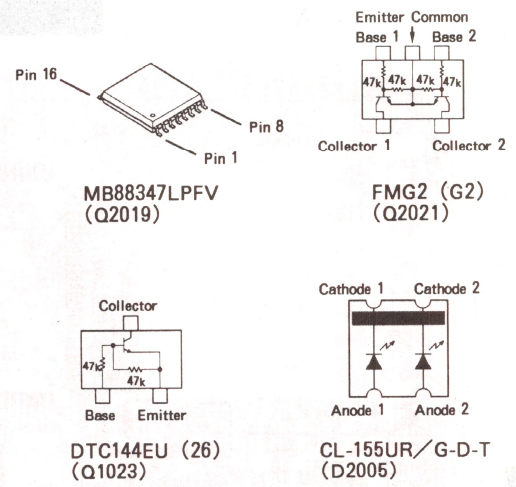 Pin 16
Pin 8
Pin 1
MB88347LPFV
(Q2019)
Emitter Common
Base 1 Base 2
47k 47k 47k 47k
Collector 1 Collector 2
FMG2 (G2)
(Q2021)
Collector
47k
47k
Base Emitter
DTC144EU (26)
(Q1023)
Cathode 1 Cathode 2
Anode 1 Anode 2
CL-155UR/G-D-T
(D2005)